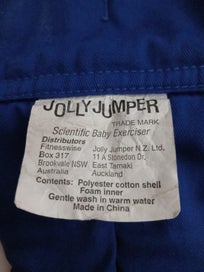 JOLLY JUMPER
TRADE MARK
Scientific Baby Exerciser
Distributors
Fitnesswise Jolly Jumper N.Z. Ltd.
Box 317 11 A Stonedon Dr,
Brookvale NSW East Tamaki
Australia Auckland
Contents: Polyester cotton shell
Foam inner
Gentle wash in warm water
Made in China